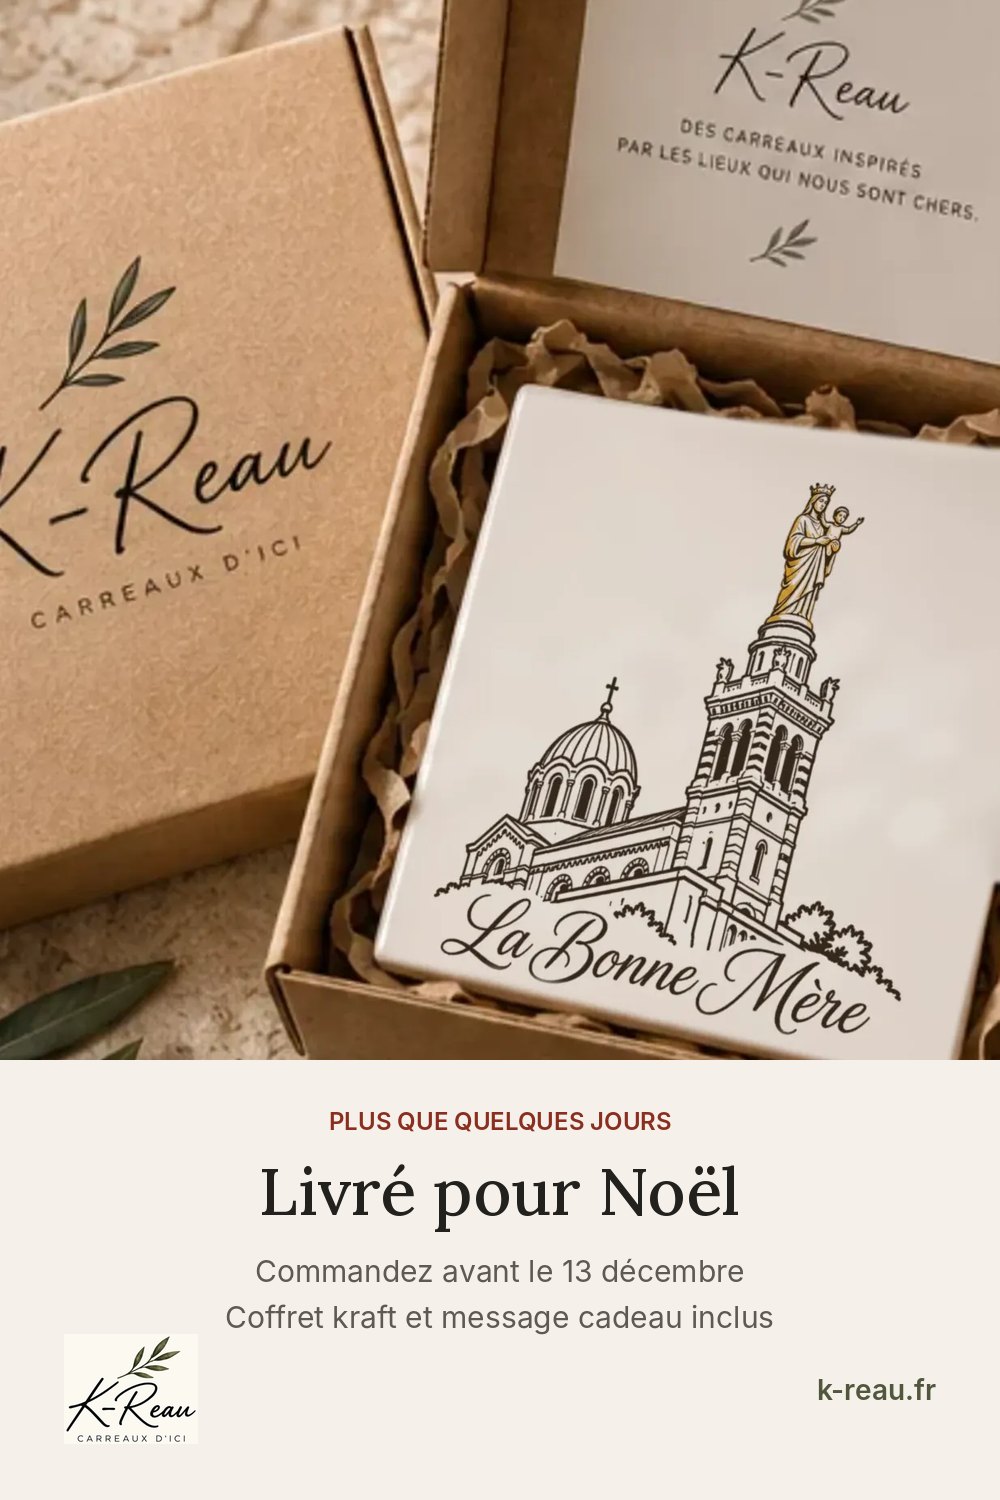 K-Reau
DES CARREAUX INSPIRÉS
PAR LES LIEUX QUI NOUS SONT CHERS.
K-Reau
CARREAUX D'ICI
La Bonne Mère
PLUS QUE QUELQUES JOURS
Livré pour Noël
Commandez avant le 13 décembre
Coffret kraft et message cadeau inclus
K-Reau
CARREAUX D'ICI
k-reau.fr